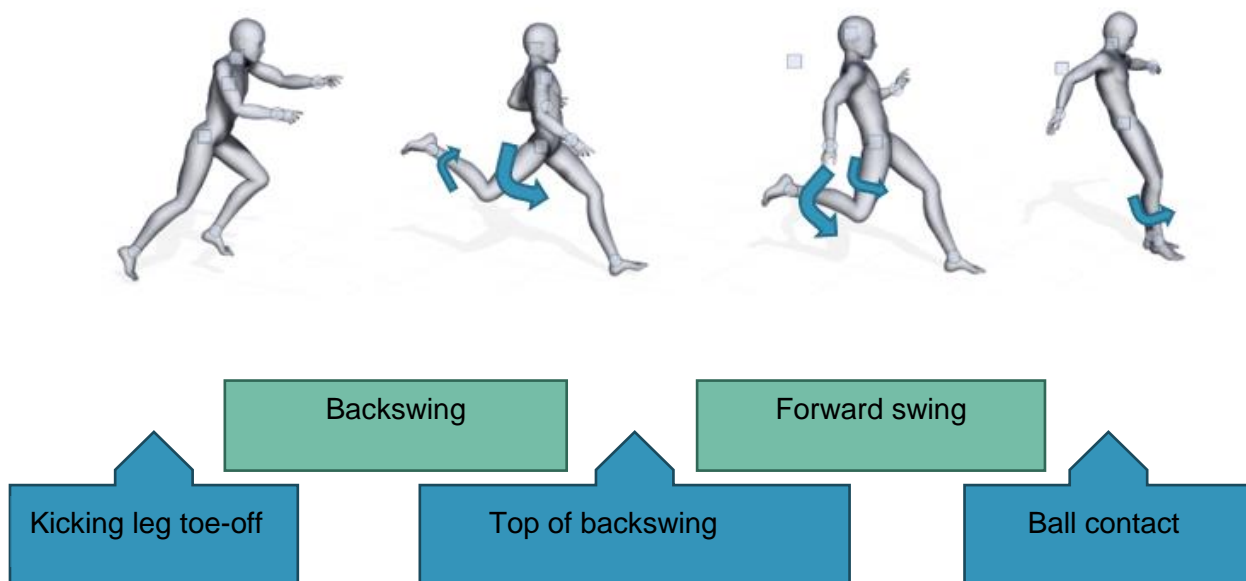 Backswing
Forward swing
Kicking leg toe-off
Top of backswing
Ball contact